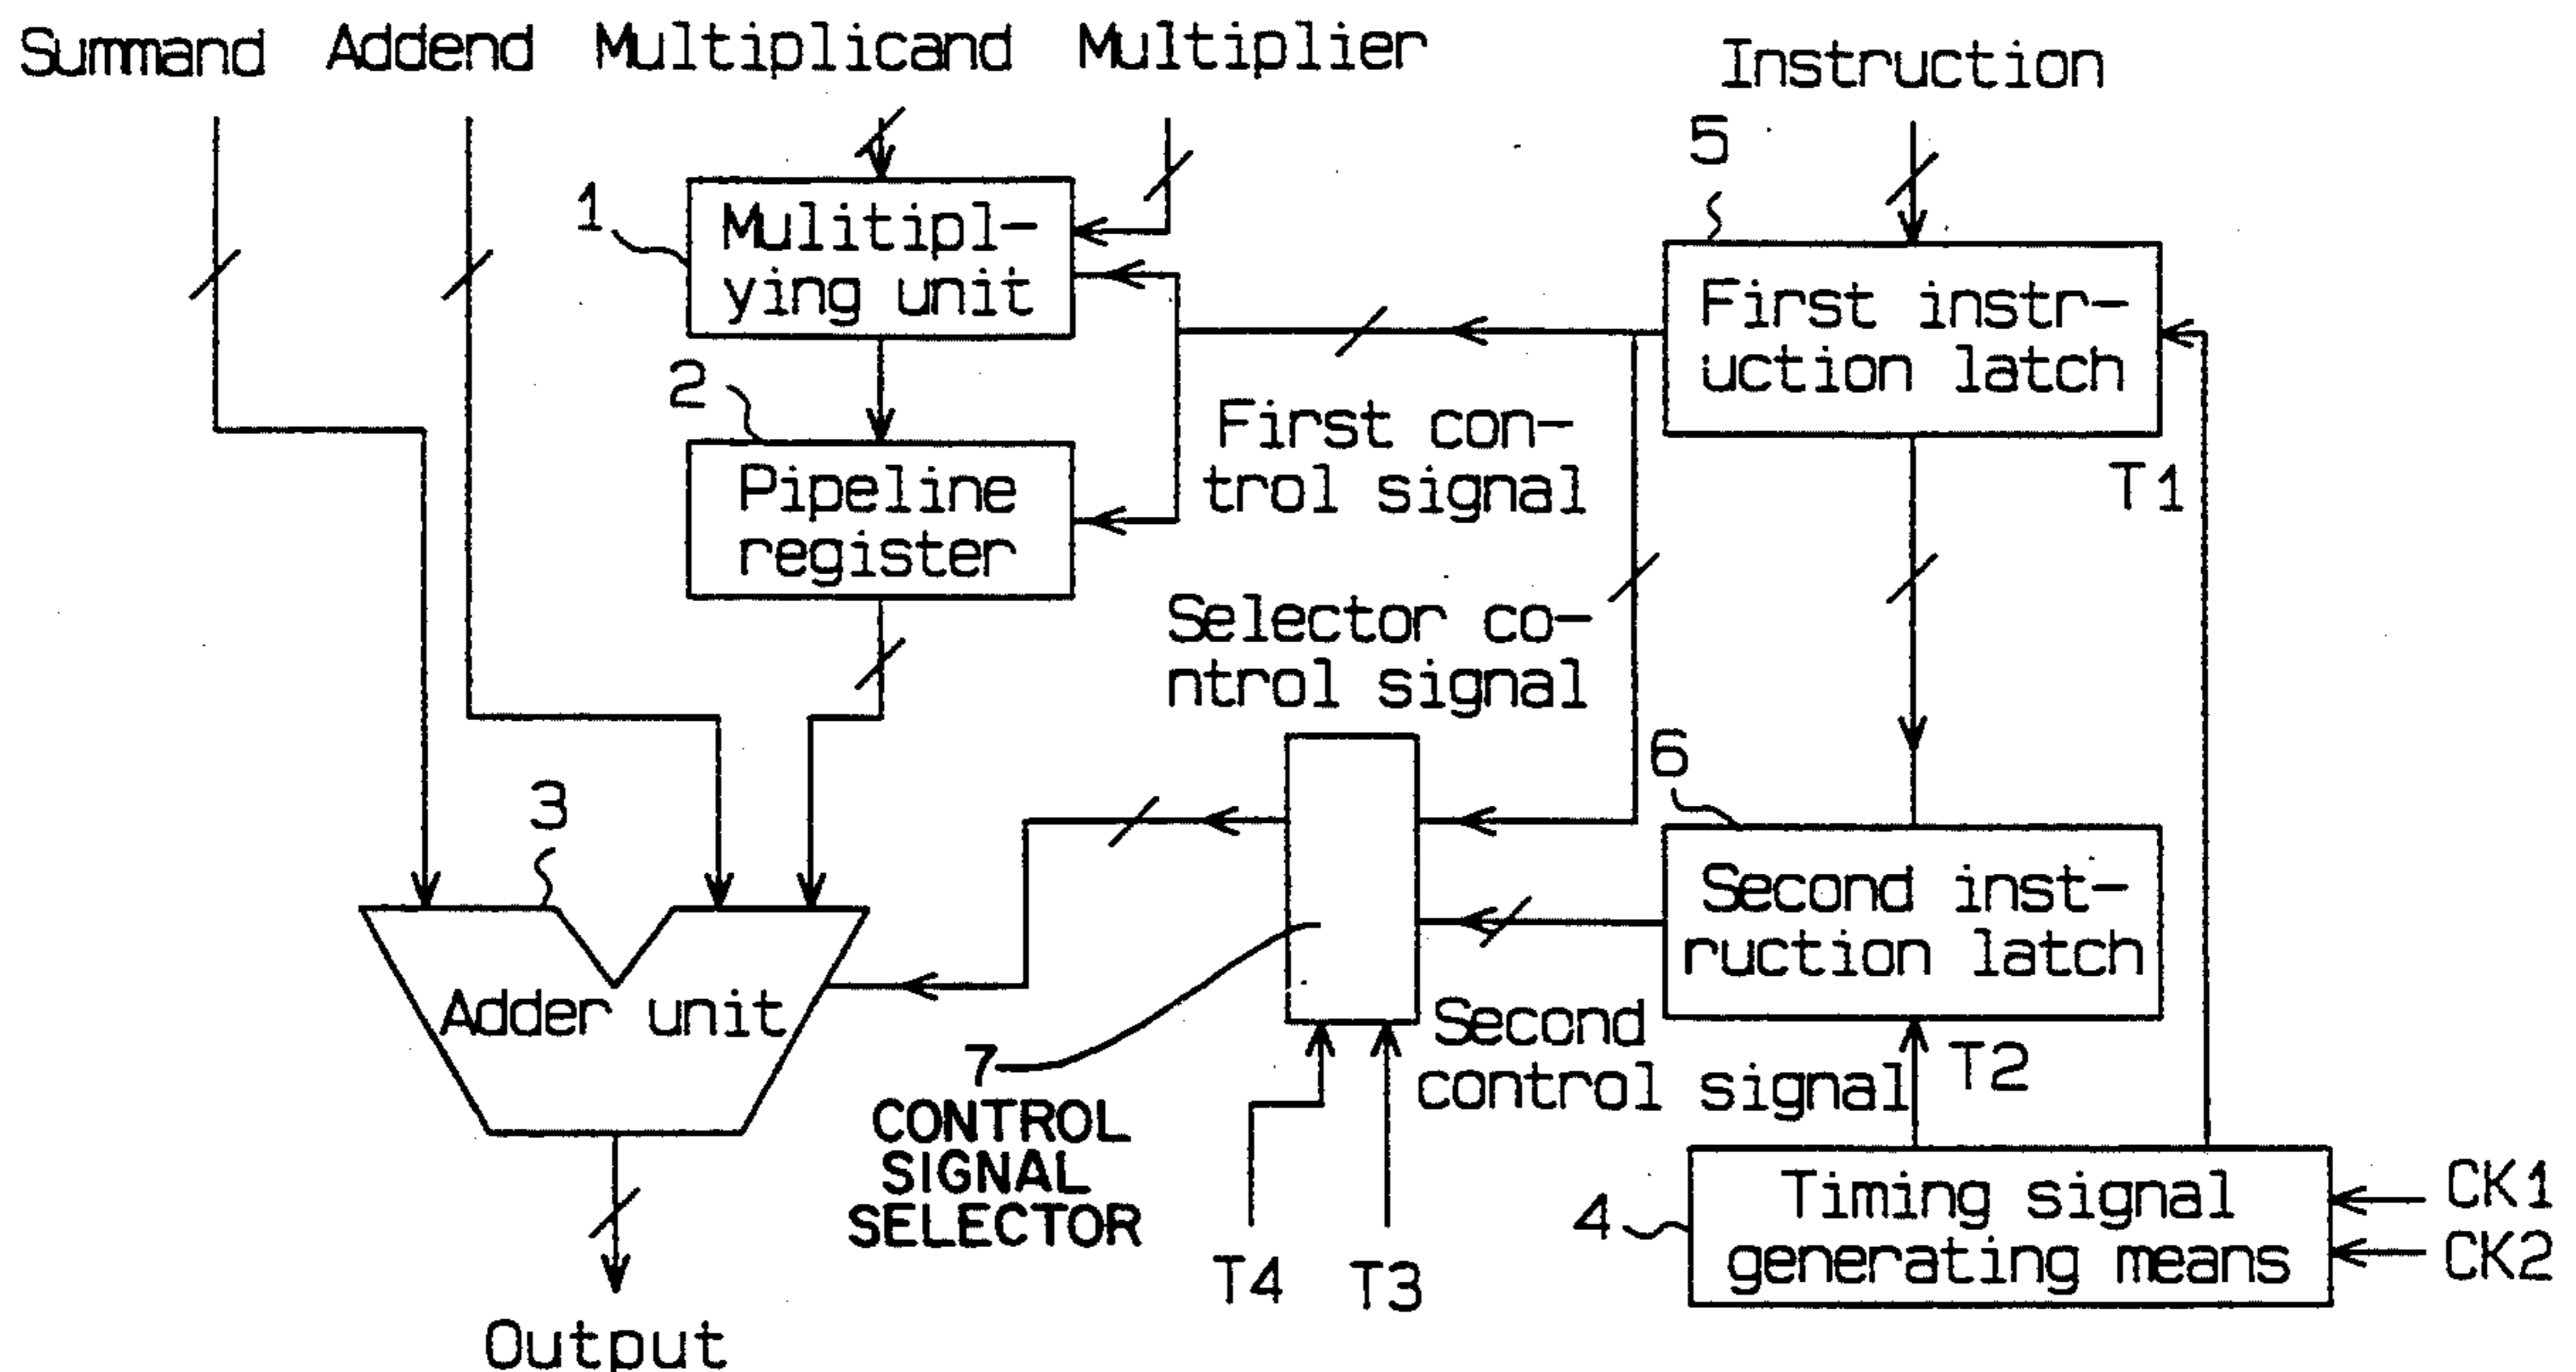 Summand
Addend
Multiplicand
Multiplier
Instruction
5
1
Mulitipl-
ying unit
First instr-
uction latch
2
First con-
trol signal
T1
Pipeline
register
Selector co-
ntrol signal
6
3
Second inst-
ruction latch
Adder unit
Second
control signal
T2
7
CONTROL
SIGNAL
SELECTOR
T4
T3
4
Timing signal
generating means
CK1
CK2
Output